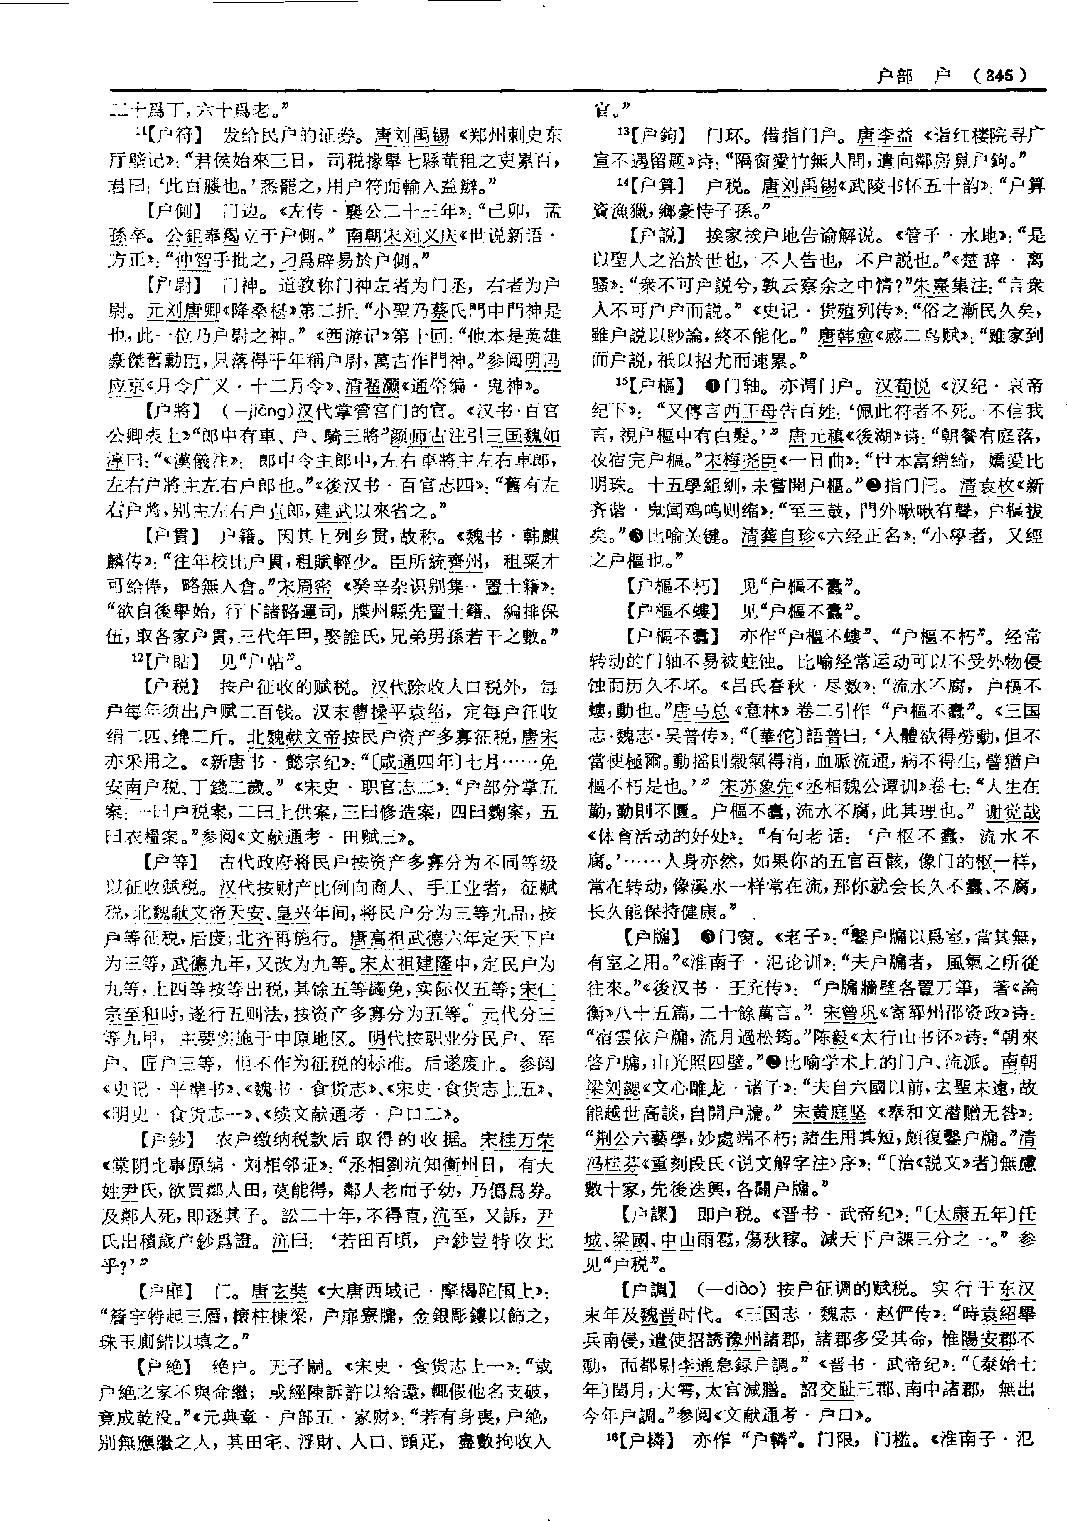 户部 户 （345）
二十爲丁，六十爲老。”
11【户符】 发给民户的证券。唐刘禹锡《郑州刺史东
厅壁记》：“君侯始來三日，司税掾舉七縣董租之吏累百，
君曰：‘此百蠹也。’悉罷之，用户符而輸入益辦。”
【户侧】 门边。《左传·襄公二十三年》：“已卯，孟
孫卒。公鉏奉羯立于户側。”南朝宋刘义庆《世说新语·
方正》：“仲智手批之，刁爲辟易於户側。”
【户尉】 门神。道教称门神左者为门丞，右者为户
尉。元刘唐卿《降桑椹》第二折：“小聖乃蔡氏門中門神是
也，此一位乃户尉之神。”《西游记》第十回：“他本是英雄
豪傑舊勳臣，只落得千年稱户尉，萬古作門神。”参阅明冯
应京《月令广义·十二月令》、清翟灏《通俗编·鬼神》。
【户將】 （—jiàng）汉代掌管宫门的官。《汉书·百官
公卿表上》“郎中有車、户、騎三將”颜师古注引三国魏如
淳曰：“《漢儀注》：郎中令主郎中，左右車將主左右車郎，
左右户將主左右户郎也。”《後汉书·百官志四》：“舊有左
右户將，别主左右户直郎，建武以來省之。”
【户貫】 户籍。因其上列乡贯，故称。《魏书·韩麒
麟传》：“往年校比户貫，租賦輕少。臣所統齊州，租粟才
可給俸，略無入倉。”宋周密《癸辛杂识别集·置士籍》：
“欲自後舉始，行下諸路運司，牒州縣先置士籍、編排保
伍，取各家户貫，三代年甲，娶誰氏，兄弟男孫若干之數。”
12【户貼】 见“户帖”。
【户税】 按户征收的赋税。汉代除收人口税外，每
户每年须出户赋二百钱。汉末曹操平袁绍，定每户征收
绢二匹、绵二斤。北魏献文帝按民户资产多寡征税，唐宋
亦采用之。《新唐书·懿宗纪》：“〔咸通四年〕七月……免
安南户税、丁錢二歲。”《宋史·职官志二》：“户部分掌五
案：一曰户税案，二曰上供案，三曰修造案，四曰麴案，五
曰衣糧案。”参阅《文献通考·田赋三》。
【户等】 古代政府将民户按资产多寡分为不同等级
以征收赋税。汉代按财产比例向商人、手工业者，征赋
税，北魏献文帝天安、皇兴年间，将民户分为三等九品，按
户等征税，后废；北齐再施行。唐高祖武德六年定天下户
为三等，武德九年，又改为九等。宋太祖建隆中，定民户为
九等，上四等按等出税，其馀五等蠲免，实际仅五等；宋仁
宗至和时，遂行五则法，按资产多寡分为五等。元代分三
等九甲，主要实施于中原地区。明代按职业分民户、军
户、匠户三等，但不作为征税的标准。后遂废止。参阅
《史记·平準书》、《魏书·食货志》、《宋史·食货志上五》、
《明史·食货志一》、《续文献通考·户口二》。
【户鈔】 农户缴纳税款后取得的收据。宋桂万荣
《棠阴比事原编·刘相邻证》：“丞相劉沆知衡州日，有大
姓尹氏，欲買鄰人田，莫能得，鄰人老而子幼，乃僞爲券。
及鄰人死，即逐其子。訟二十年，不得直，沆至，又訴，尹
氏出積歲户鈔爲證。沆曰：‘若田百頃，户鈔豈特收此
乎？’”
【户扉】 门。唐玄奘《大唐西域记·摩揭陀国上》：
“簷宇特起三層，榱柱棟梁，户扉寮牖，金銀彫鏤以飾之，
珠玉廁錯以填之。”
【户绝】 绝户。无子嗣。《宋史·食货志上一》：“或
户絶之家不與命繼；或經陳訴許以給還，輒假他名支破，
竟成乾没。”《元典章·户部五·家财》：“若有身喪，户绝，
别無應繼之人，其田宅、浮財、人口、頭疋，盡數拘收入
官。”
13【户鉤】 门环。借指门户。唐李益《诣红楼院寻广
宣不遇留题》诗：“隔窗愛竹無人問，遣向鄰房覓户鉤。”
14【户算】 户税。唐刘禹锡《武陵书怀五十韵》：“户算
資漁獵，鄉豪恃子孫。”
【户説】 挨家挨户地告谕解说。《管子·水地》：“是
以聖人之治於世也，不人告也，不户説也。”《楚辞·离
骚》：“衆不可户説兮，孰云察余之中情？”朱熹集注：“言衆
人不可户户而説。”《史记·货殖列传》：“俗之漸民久矣，
雖户説以眇論，終不能化。”唐韩愈《感二鸟赋》：“雖家到
而户説，祇以招尤而速累。”
15【户樞】 ❶门轴。亦谓门户。汉荀悦《汉纪·哀帝
纪下》：“又傳言西王母告百姓：‘佩此符者不死。不信我
言，視户樞中有白髮。’”唐元稹《後湖》诗：“朝餐有庭落，
夜宿完户樞。”宋梅尧臣《一日曲》：“世本富繒綺，嬌愛比
明珠。十五學組紃，未嘗開户樞。”❷指门闩。清袁枚《新
齐谐·鬼闻鸡鸣则缩》：“至三鼓，門外啾啾有聲，户樞拔
矣。”❸比喻关键。清龚自珍《六经正名》：“小學者，又經
之户樞也。”
【户樞不朽】 见“户樞不蠹”。
【户樞不螻】 见“户樞不蠹”。
【户樞不蠹】 亦作“户樞不螻”、“户樞不朽”。经常
转动的门轴不易被蛀蚀。比喻经常运动可以不受外物侵
蚀而历久不坏。《吕氏春秋·尽数》：“流水不腐，户樞不
螻，動也。”唐马总《意林》卷二引作“户樞不蠹”。《三国
志·魏志·吴普传》：“〔華佗〕語普曰：‘人體欲得勞動，但不
當使極爾。動摇則穀氣得消，血脈流通，病不得生，譬猶户
樞不朽是也。’”宋苏象先《丞相魏公谭训》卷七：“人生在
勤，勤則不匱。户樞不蠹，流水不腐，此其理也。”谢觉哉
《体育活动的好处》：“有句老话：‘户枢不蠹，流水不
腐。’……人身亦然，如果你的五官百骸，像门的枢一样，
常在转动，像溪水一样常在流，那你就会长久不蠹、不腐，
长久能保持健康。”
【户牖】 ❶门窗。《老子》：“鑿户牖以爲室，當其無，
有室之用。”《淮南子·氾论训》：“夫户牖者，風氣之所從
往來。”《後汉书·王充传》：“户牖牆壁各置刀筆，著《論
衡》八十五篇，二十餘萬言。”宋曾巩《寄郓州邵资政》诗：
“宿雲依户牖，流月過松筠。”陈毅《太行山书怀》诗：“朝來
啓户牖，山光照四壁。”❷比喻学术上的门户、流派。南朝
梁刘勰《文心雕龙·诸子》：“夫自六國以前，去聖未遠，故
能越世高談，自開户牖。”宋黄庭坚《奉和文潜赠无咎》：
“荆公六藝學，妙處端不朽；諸生用其短，頗復鑿户牖。”清
冯桂芬《重刻段氏〈说文解字注〉序》：“〔治《説文》者〕無慮
數十家，先後迭興，各闢户牖。”
【户課】 即户税。《晋书·武帝纪》：“〔太康五年〕任
城、梁國、中山雨雹，傷秋稼。減天下户課三分之一。”参
见“户税”。
【户調】 （—diào）按户征调的赋税。实行于东汉
末年及魏晋时代。《三国志·魏志·赵俨传》：“時袁紹舉
兵南侵，遣使招誘豫州諸郡，諸郡多受其命，惟陽安郡不
動，而都尉李通急録户調。”《晋书·武帝纪》：“〔泰始七
年〕閏月，大雩，太官減膳。詔交趾三郡、南中諸郡，無出
今年户調。”参阅《文献通考·户口》。
16【户橉】 亦作“户轔”。门限，门槛。《淮南子·氾